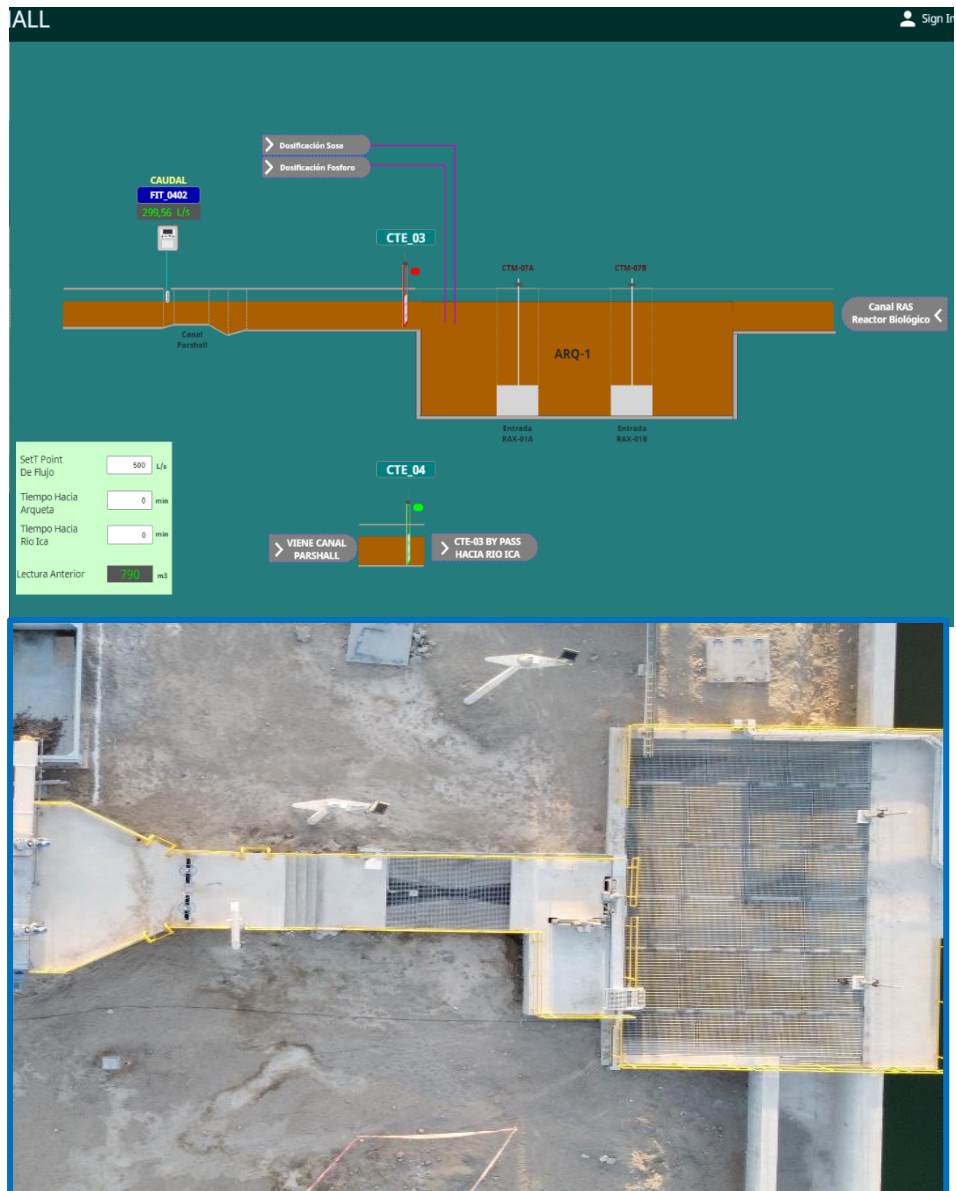 HALL
Sign In
Dosificación Sosa
Dosificación Fosforo
CAUDAL
FIT_0402
299,56 L/s
CTE_03
CTM-07A
CTM-07B
Canal RAS
Reactor Biológico
Canal
Parshall
ARQ-1
Entrada
RAX-01A
Entrada
RAX-01B
SetT Point
De Flujo
500 L/s
Tiempo Hacia
Arqueta
0 min
Tiempo Hacia
Rio Ica
0 min
Lectura Anterior
790 m3
CTE_04
VIENE CANAL
PARSHALL
CTE-03 BY PASS
HACIA RIO ICA